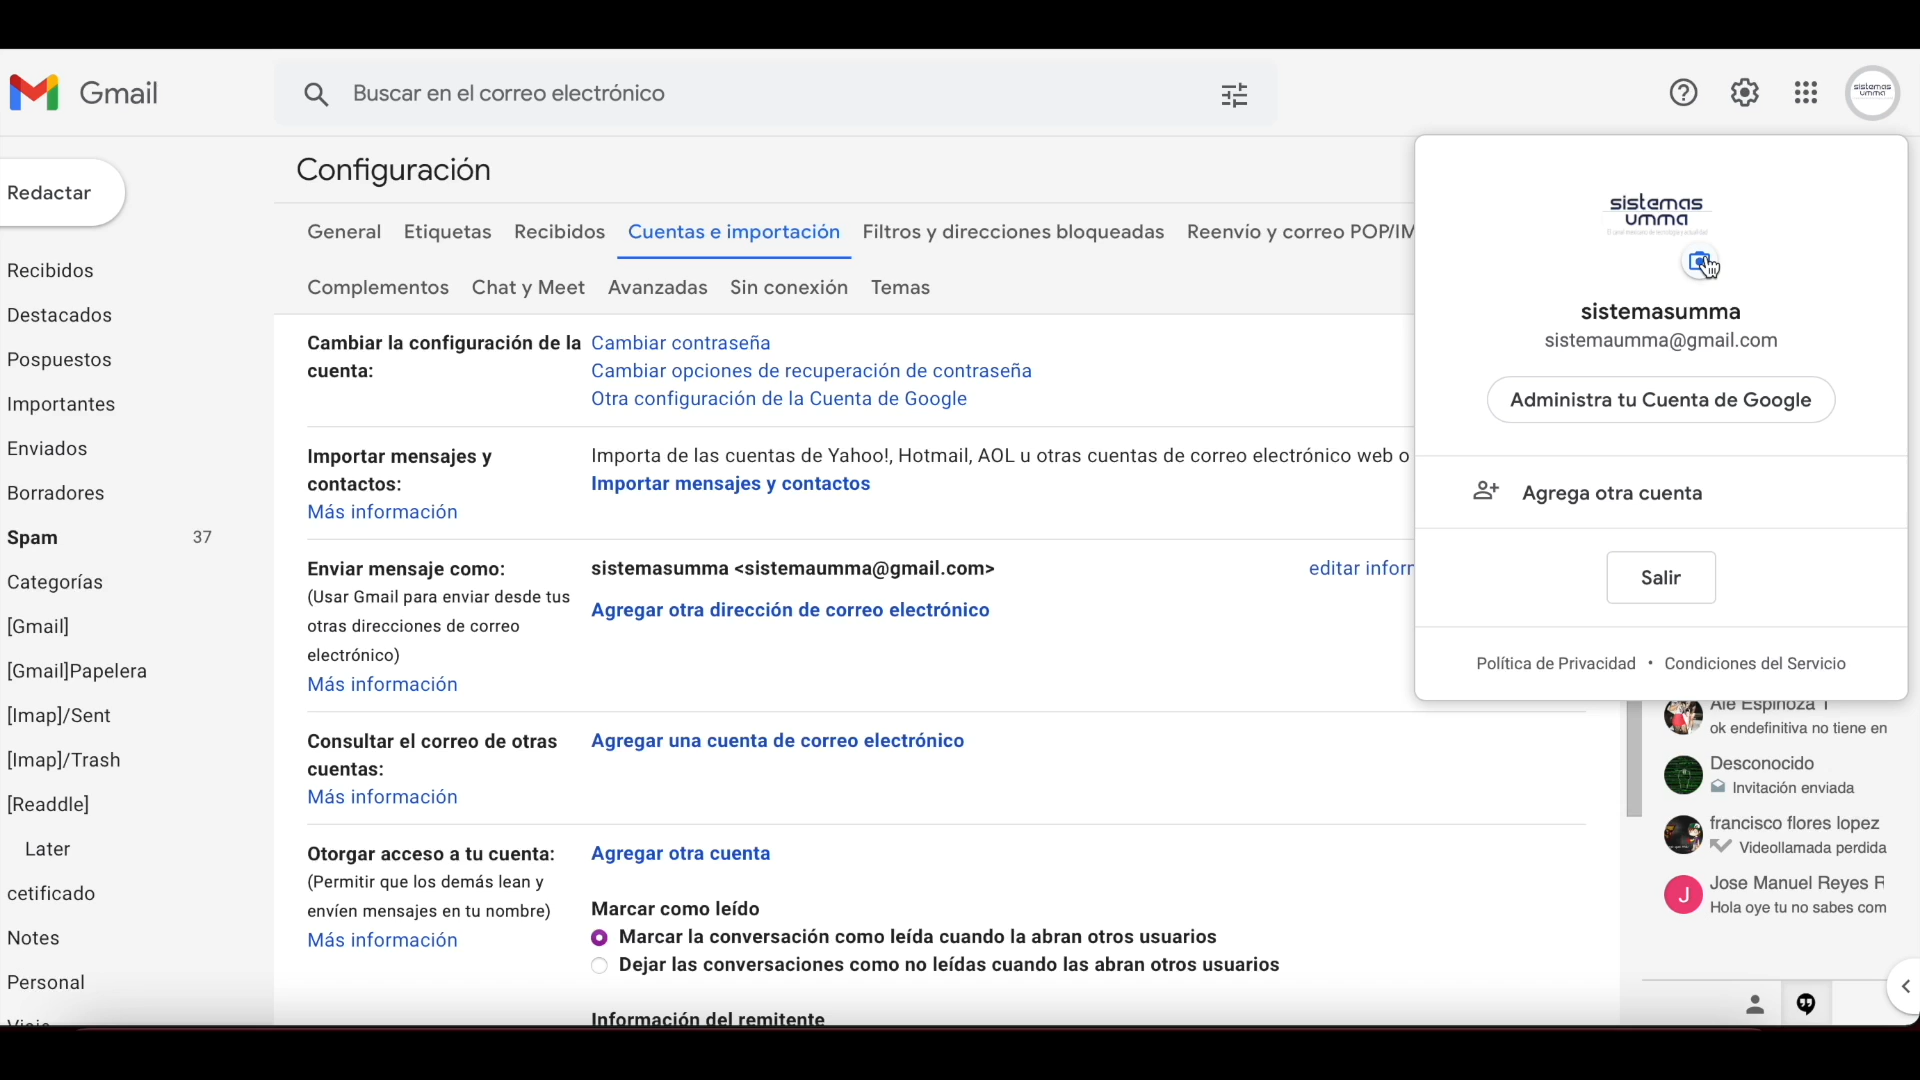 Gmail
Buscar en el correo electrónico
sistemas
umma
Redactar
Recibidos
Destacados
Pospuestos
Importantes
Enviados
Borradores
Spam 37
Categorías
[Gmail]
[Gmail]Papelera
[Imap]/Sent
[Imap]/Trash
[Readdle]
Later
cetificado
Notes
Personal
Configuración
General Etiquetas Recibidos Cuentas e importación Filtros y direcciones bloqueadas Reenvío y correo POP/IM
Complementos Chat y Meet Avanzadas Sin conexión Temas
Cambiar la configuración de la
cuenta:
Cambiar contraseña
Cambiar opciones de recuperación de contraseña
Otra configuración de la Cuenta de Google
Importar mensajes y
contactos:
Más información
Importa de las cuentas de Yahoo!, Hotmail, AOL u otras cuentas de correo electrónico web o
Importar mensajes y contactos
Enviar mensaje como:
(Usar Gmail para enviar desde tus
otras direcciones de correo
electrónico)
Más información
sistemasumma <sistemaumma@gmail.com>
editar infor
Agregar otra dirección de correo electrónico
Consultar el correo de otras
cuentas:
Más información
Agregar una cuenta de correo electrónico
Otorgar acceso a tu cuenta:
(Permitir que los demás lean y
envíen mensajes en tu nombre)
Más información
Agregar otra cuenta
Marcar como leído
Marcar la conversación como leída cuando la abran otros usuarios
Dejar las conversaciones como no leídas cuando las abran otros usuarios
Información del remitente
sistemas
umma
sistemasumma
sistemaumma@gmail.com
Administra tu Cuenta de Google
Agrega otra cuenta
Salir
Política de Privacidad • Condiciones del Servicio
Ale Espinoza
ok endefinitiva no tiene en
Desconocido
Invitación enviada
francisco flores lopez
Videollamada perdida
J
Jose Manuel Reyes
Hola oye tu no sabes com